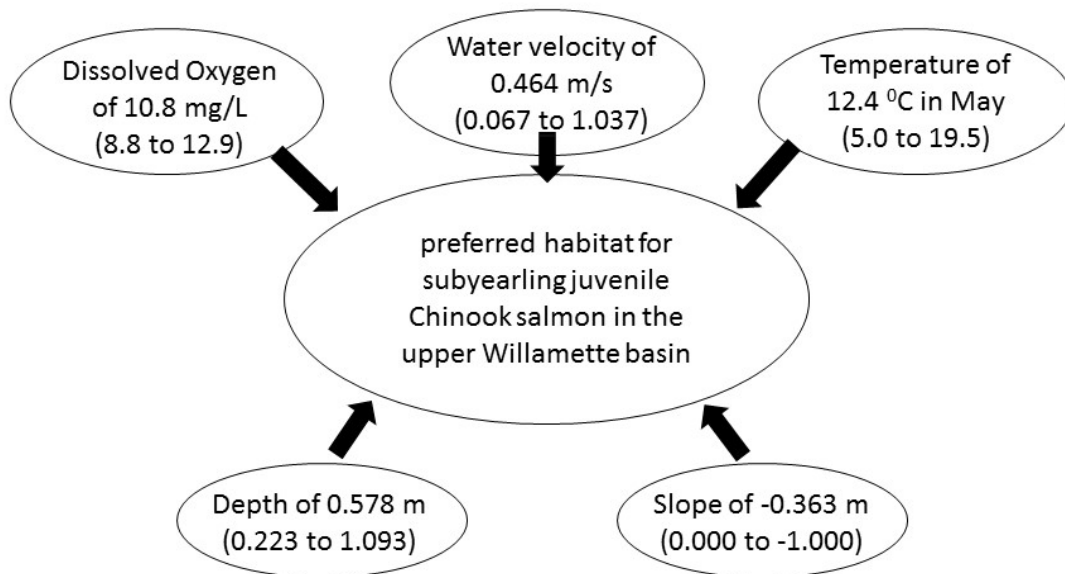 Dissolved Oxygen
of 10.8 mg/L
(8.8 to 12.9)
Water velocity of
0.464 m/s
(0.067 to 1.037)
Temperature of
12.4 ⁰C in May
(5.0 to 19.5)
preferred habitat for
subyearling juvenile
Chinook salmon in the
upper Willamette basin
Depth of 0.578 m
(0.223 to 1.093)
Slope of -0.363 m
(0.000 to -1.000)